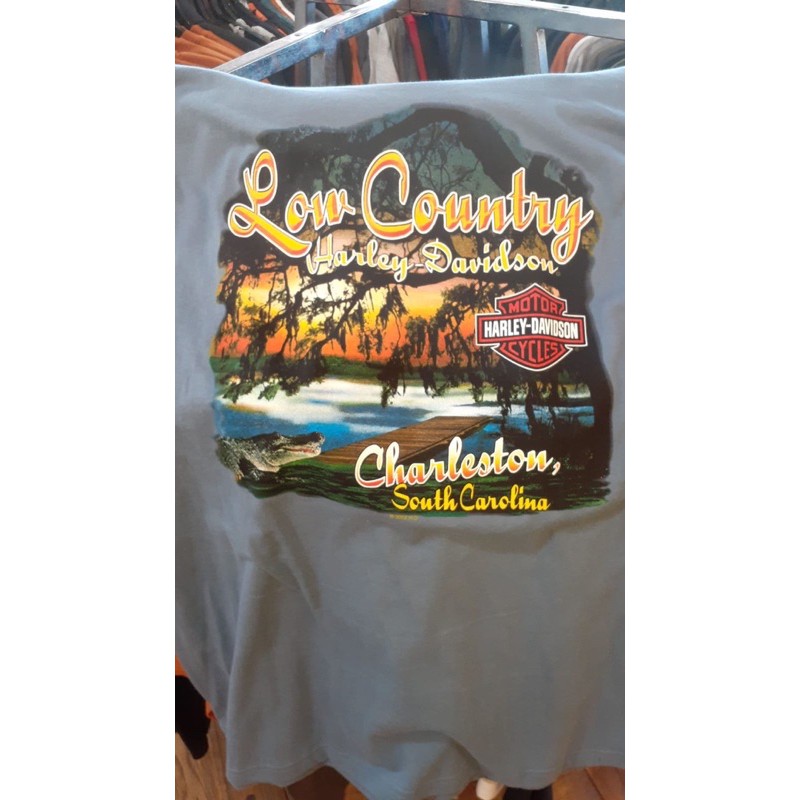 Low Country
Harley-Davidson
MOTOR
HARLEY-DAVIDSON
CYCLES
Charleston,
South Carolina